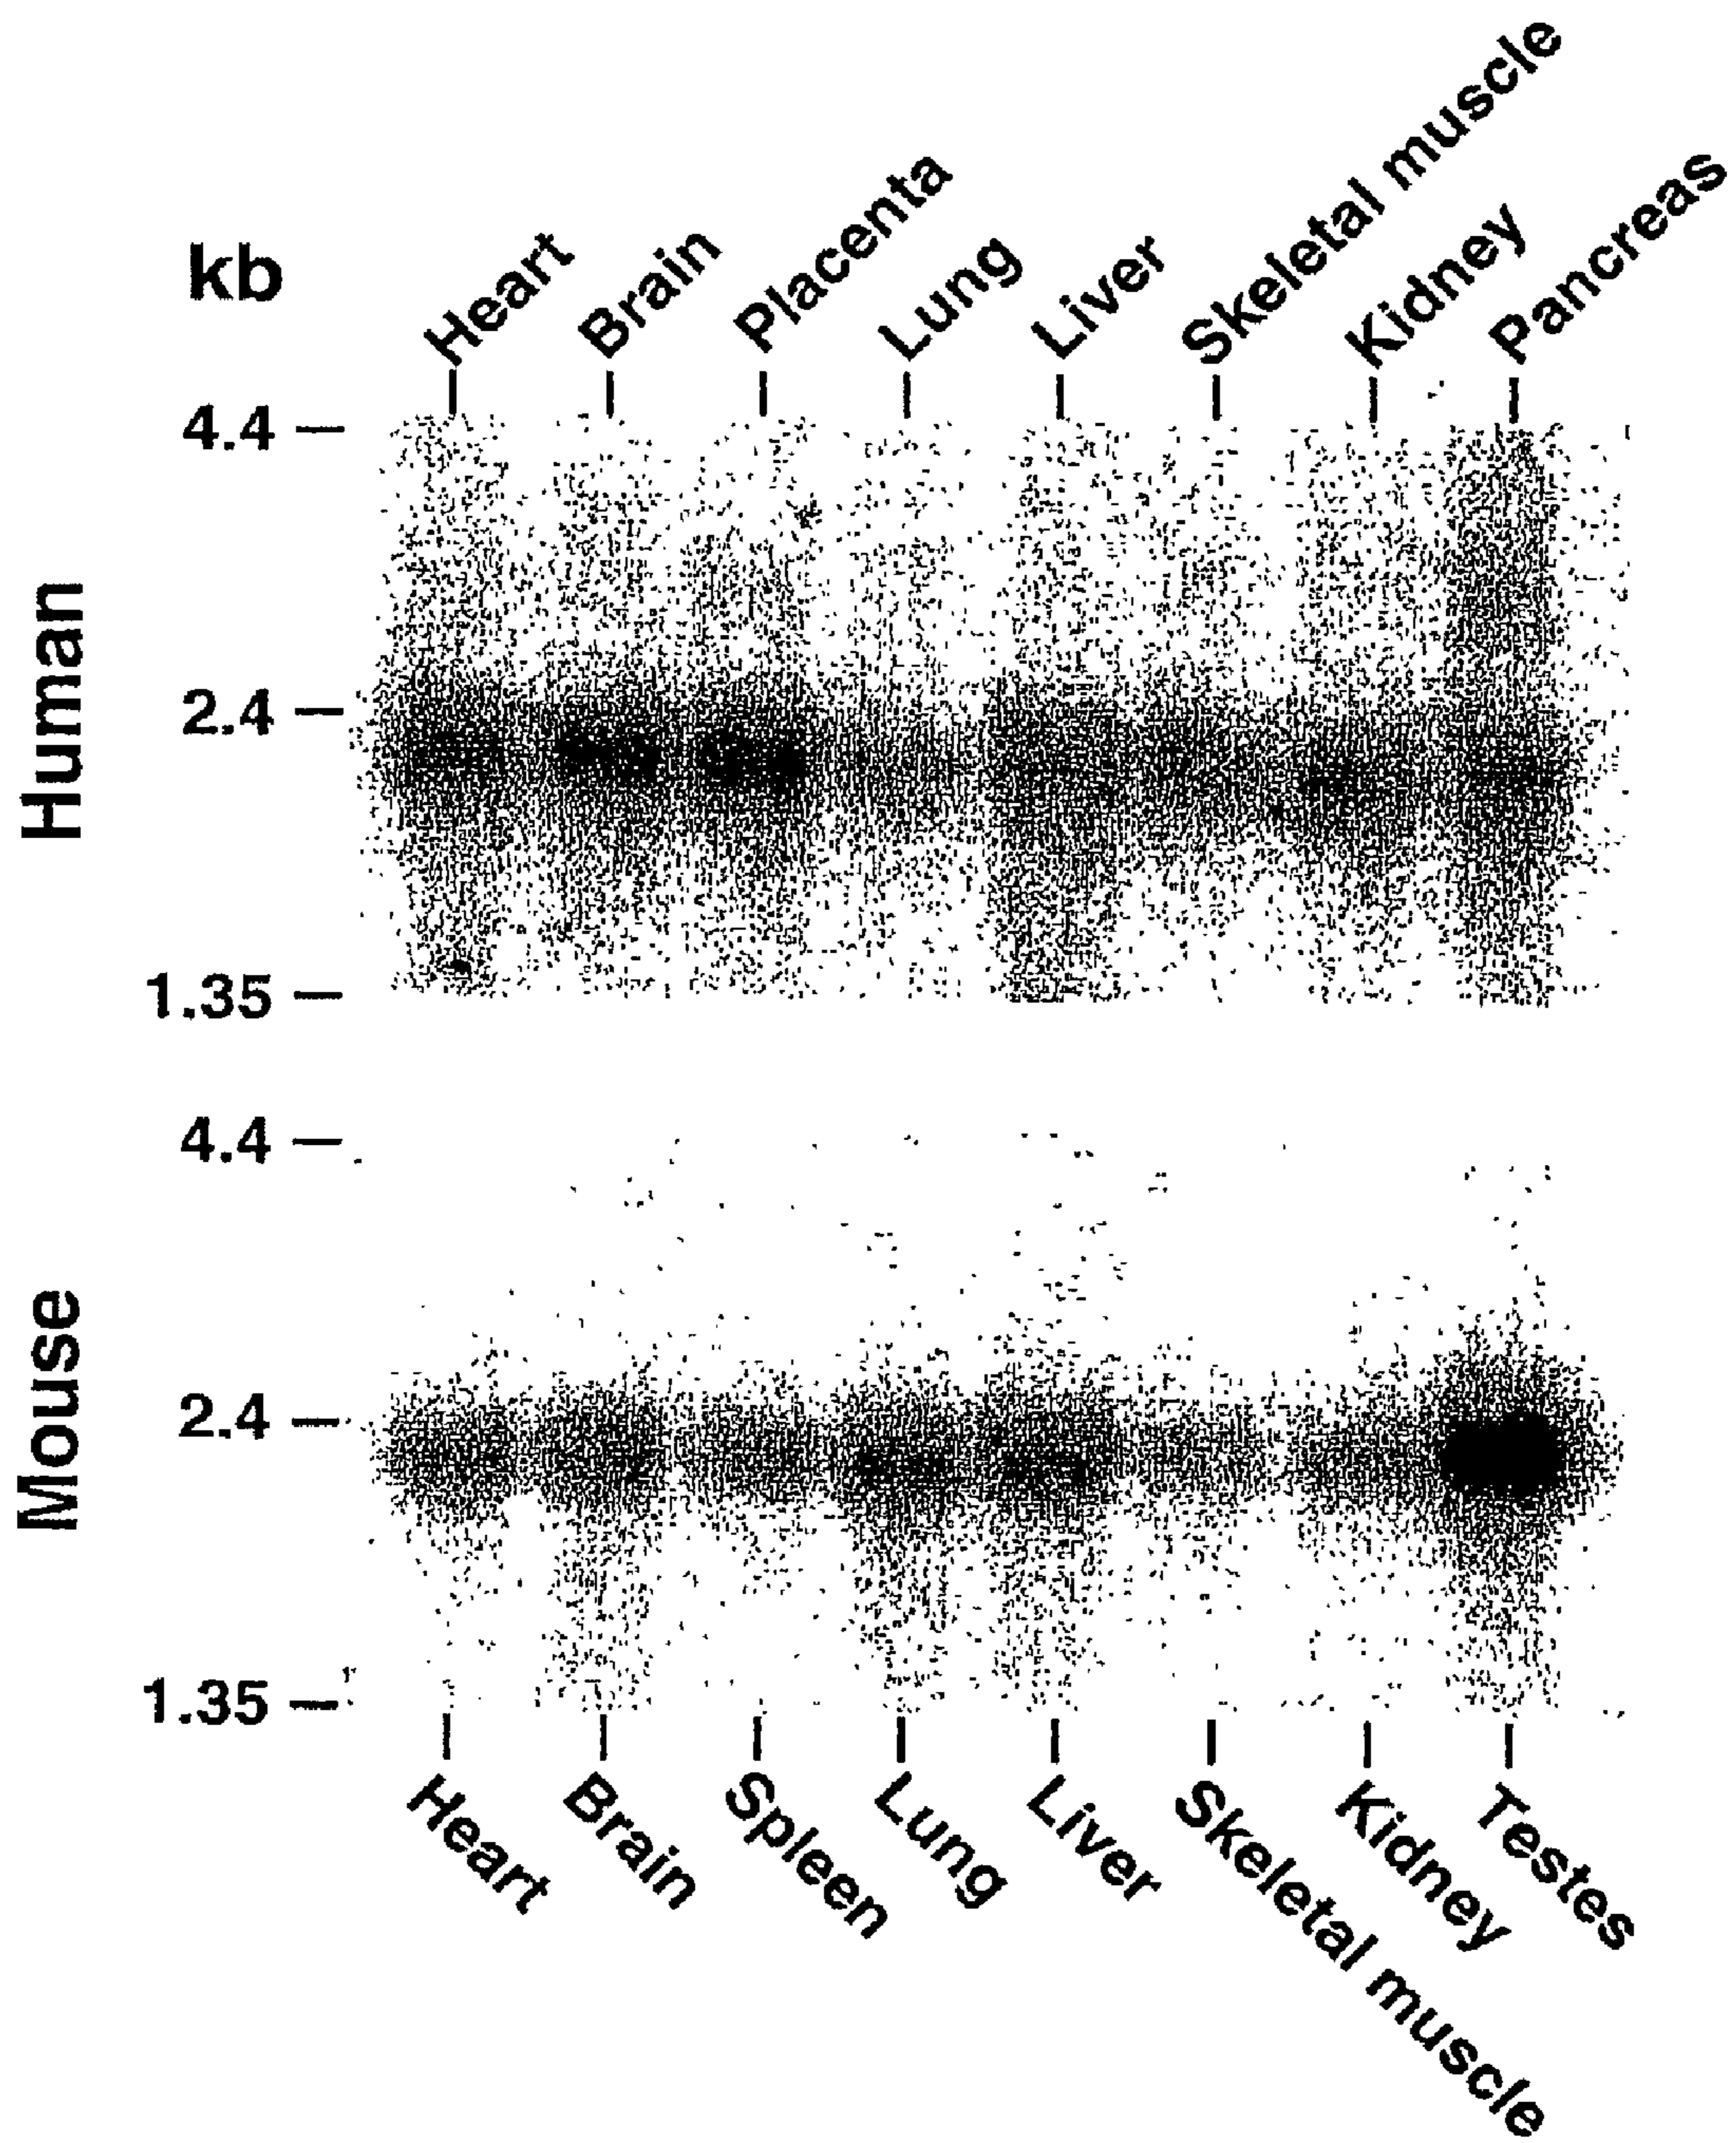 kb
Heart
Brain
Placenta
Lung
Liver
Skeletal muscle
Kidney
Pancreas
Human
4.4
2.4
1.35
Mouse
4.4
2.4
1.35
Heart
Brain
Spleen
Lung
Liver
Skeletal muscle
Kidney
Testes